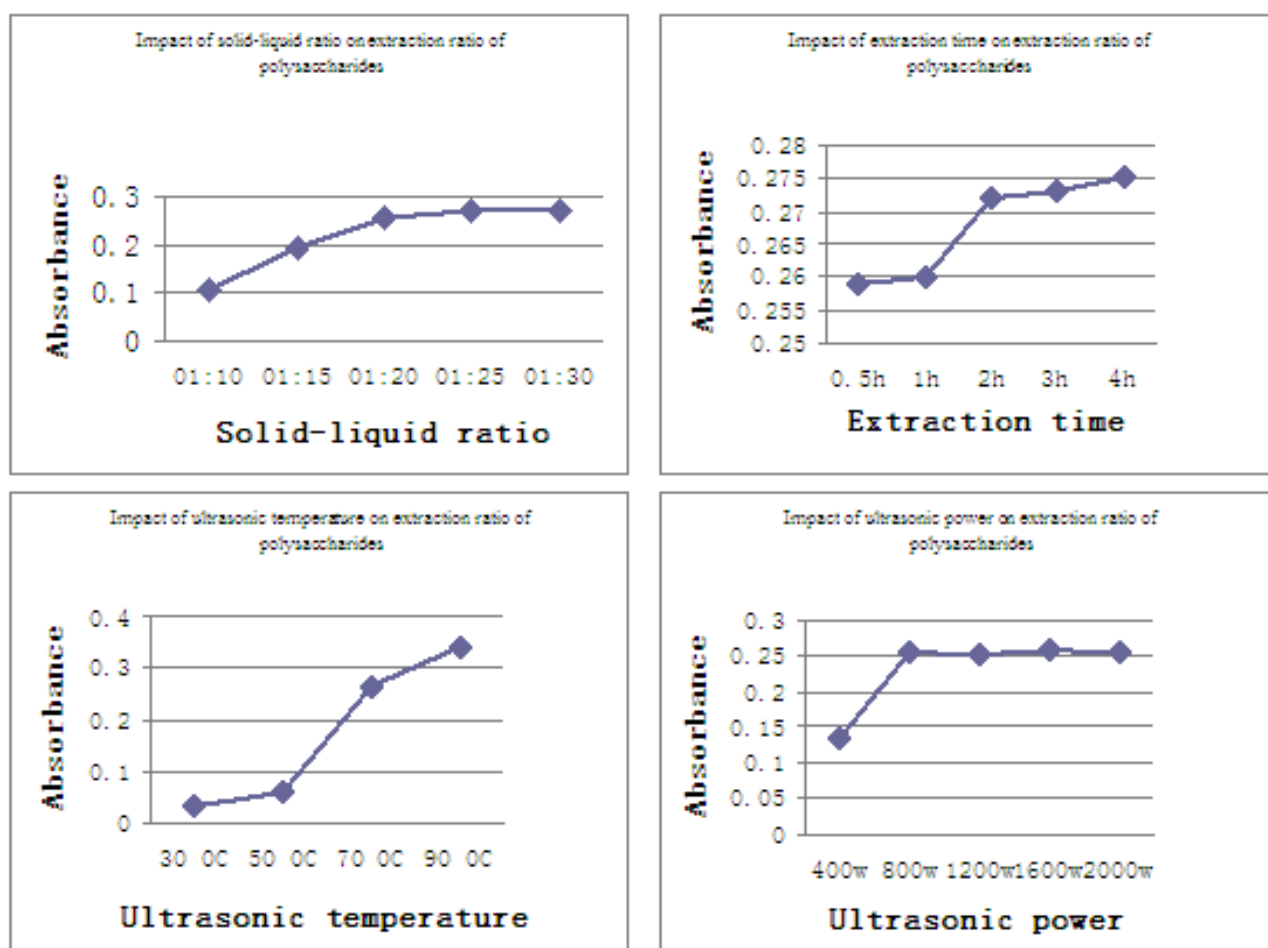 Impact of solid-liquid ratio on extraction ratio of
polysaccharides
Absorbance
0.3
0.2
0.1
0
01:10 01:15 01:20 01:25 01:30
Solid-liquid ratio
Impact of extraction time on extraction ratio of
polysaccharides
Absorbance
0.28
0.275
0.27
0.265
0.26
0.255
0.25
0.5h 1h 2h 3h 4h
Extraction time
Impact of ultrasonic temperature on extraction ratio of
polysaccharides
Absorbance
0.4
0.3
0.2
0.1
0
30 0C 50 0C 70 0C 90 0C
Ultrasonic temperature
Impact of ultrasonic power on extraction ratio of
polysaccharides
Absorbance
0.3
0.25
0.2
0.15
0.1
0.05
0
400w 800w 1200w 1600w 2000w
Ultrasonic power